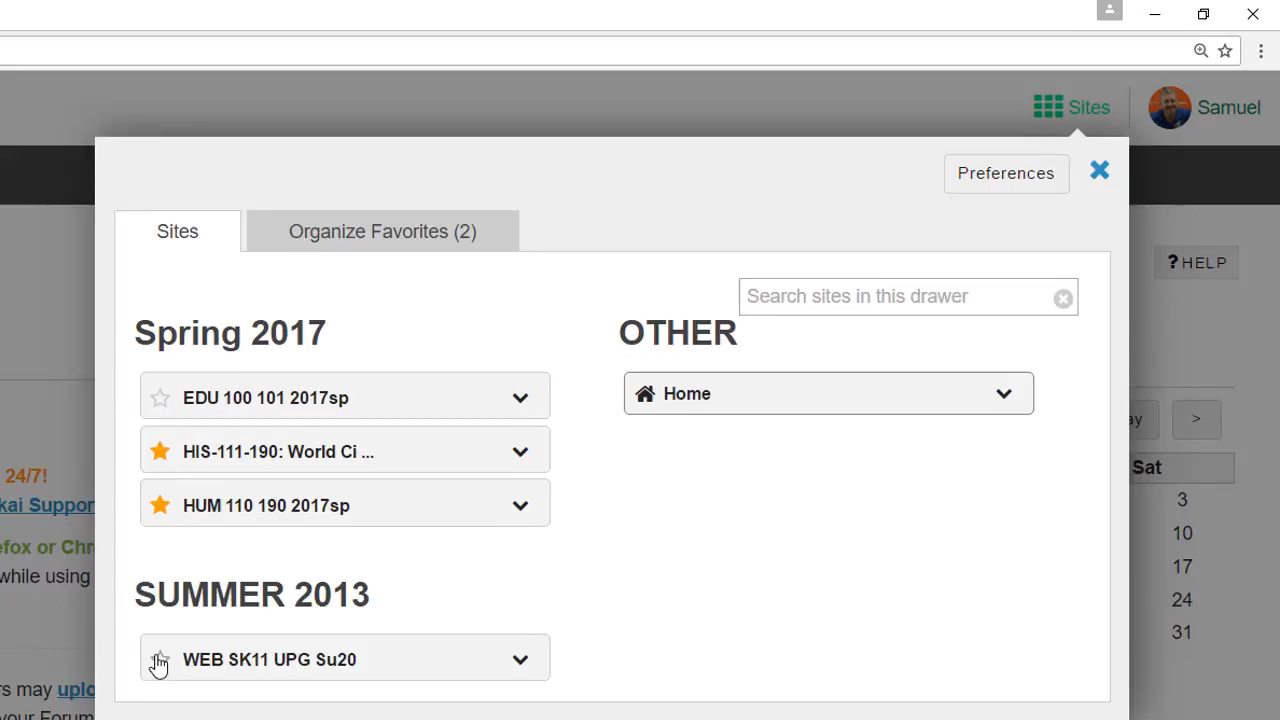 Sites
Samuel
Preferences
Sites
Organize Favorites (2)
? HELP
Search sites in this drawer
Spring 2017
OTHER
EDU 100 101 2017sp
Home
HIS-111-190: World Ci ...
HUM 110 190 2017sp
SUMMER 2013
WEB SK11 UPG Su20
24/7!
kai Suppor
efox or Chr
while using
rs may uplo
your Forum
ay
>
Sat
3
10
17
24
31